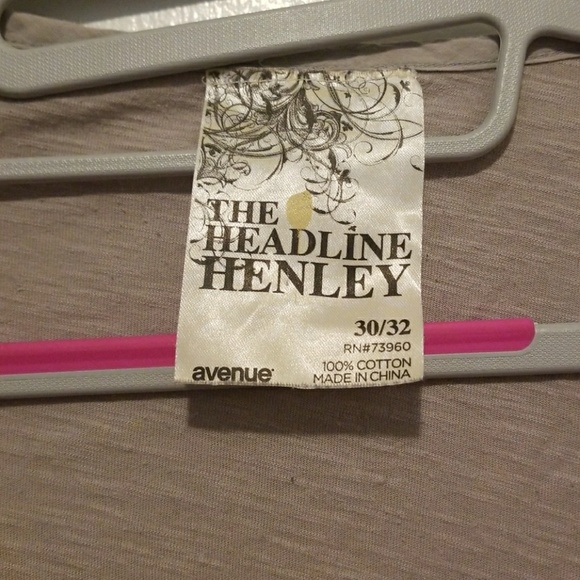 THE
HEADLINE
HENLEY
30/32
RN#73960
100% COTTON
avenue MADE IN CHINA